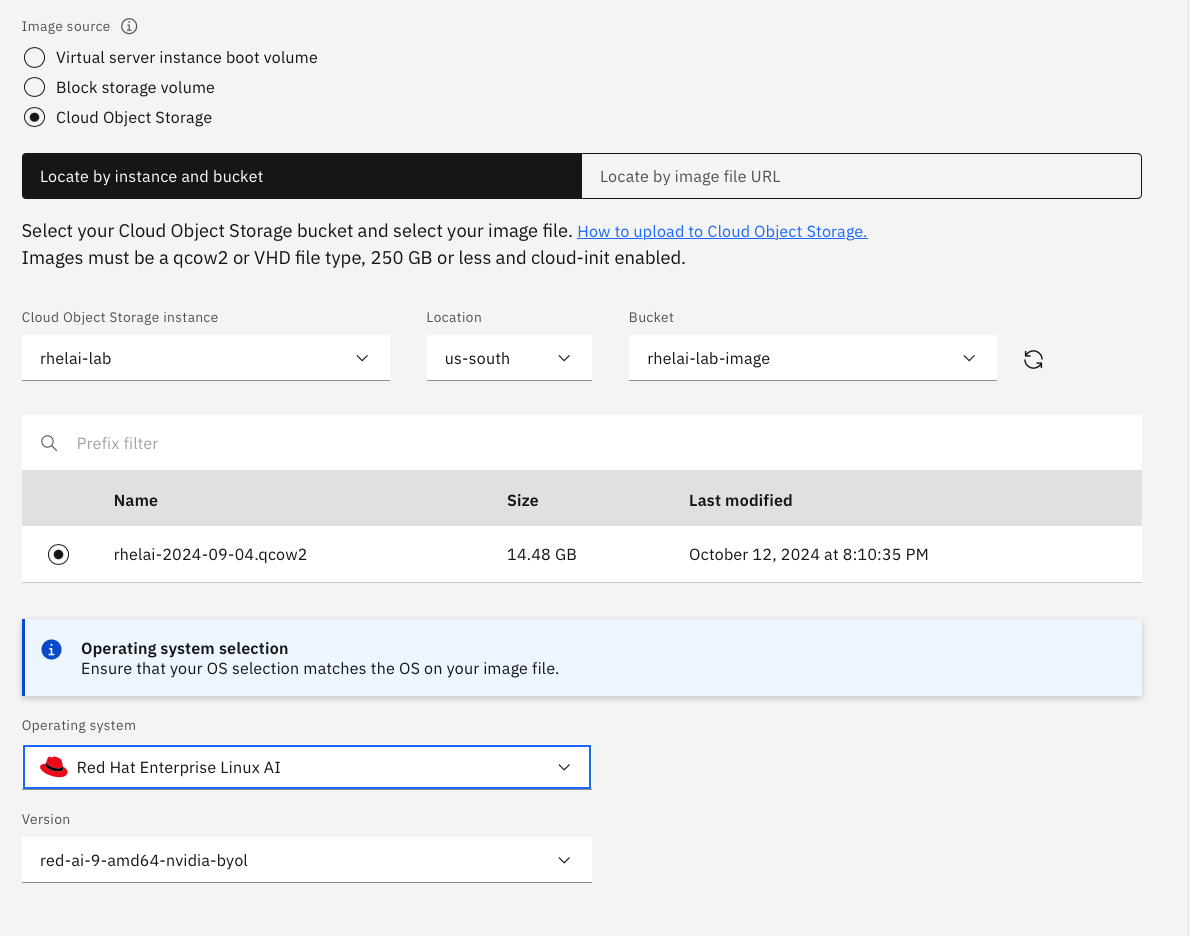 Image source
Virtual server instance boot volume
Block storage volume
Cloud Object Storage
Locate by instance and bucket
Locate by image file URL
Select your Cloud Object Storage bucket and select your image file. How to upload to Cloud Object Storage.
Images must be a qcow2 or VHD file type, 250 GB or less and cloud-init enabled.
Cloud Object Storage instance
Location
Bucket
rhelai-lab
us-south
rhelai-lab-image
Prefix filter
Name Size Last modified
rhelai-2024-09-04.qcow2 14.48 GB October 12, 2024 at 8:10:35 PM
Operating system selection
Ensure that your OS selection matches the OS on your image file.
Operating system
Red Hat Enterprise Linux AI
Version
red-ai-9-amd64-nvidia-byol